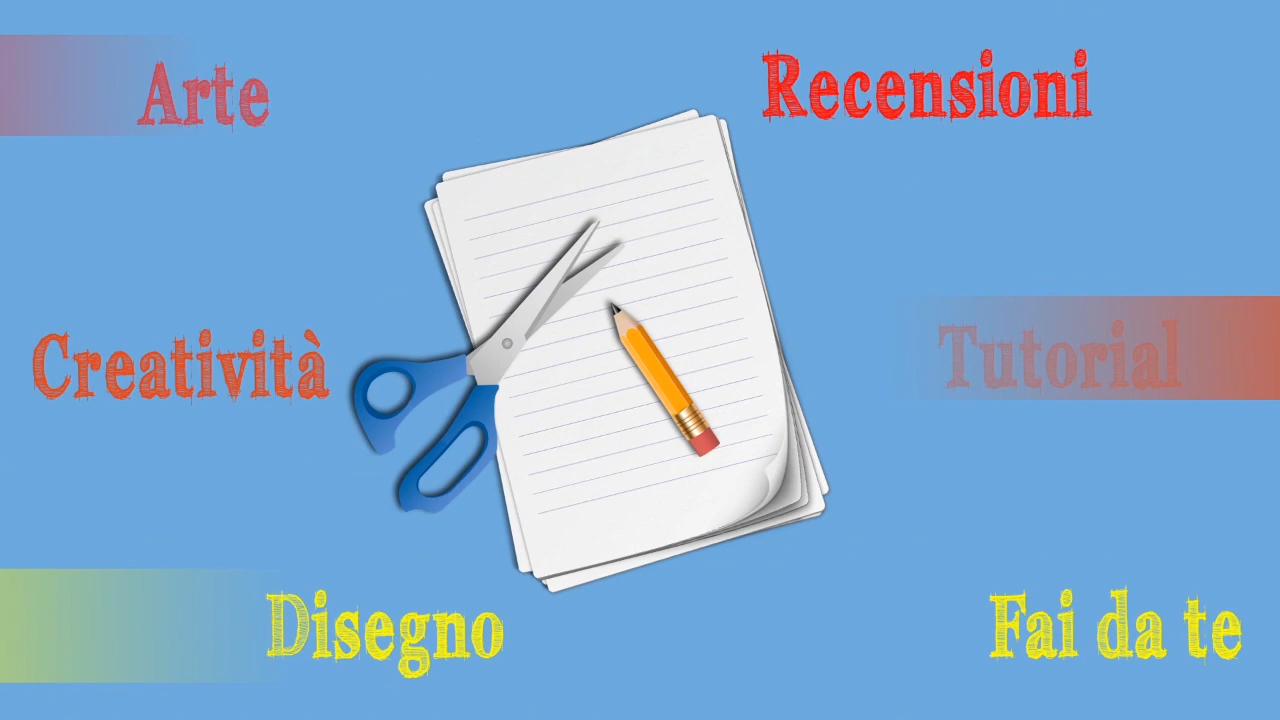 Arte
Recensioni
Creatività
Tutorial
Disegno
Fai da te